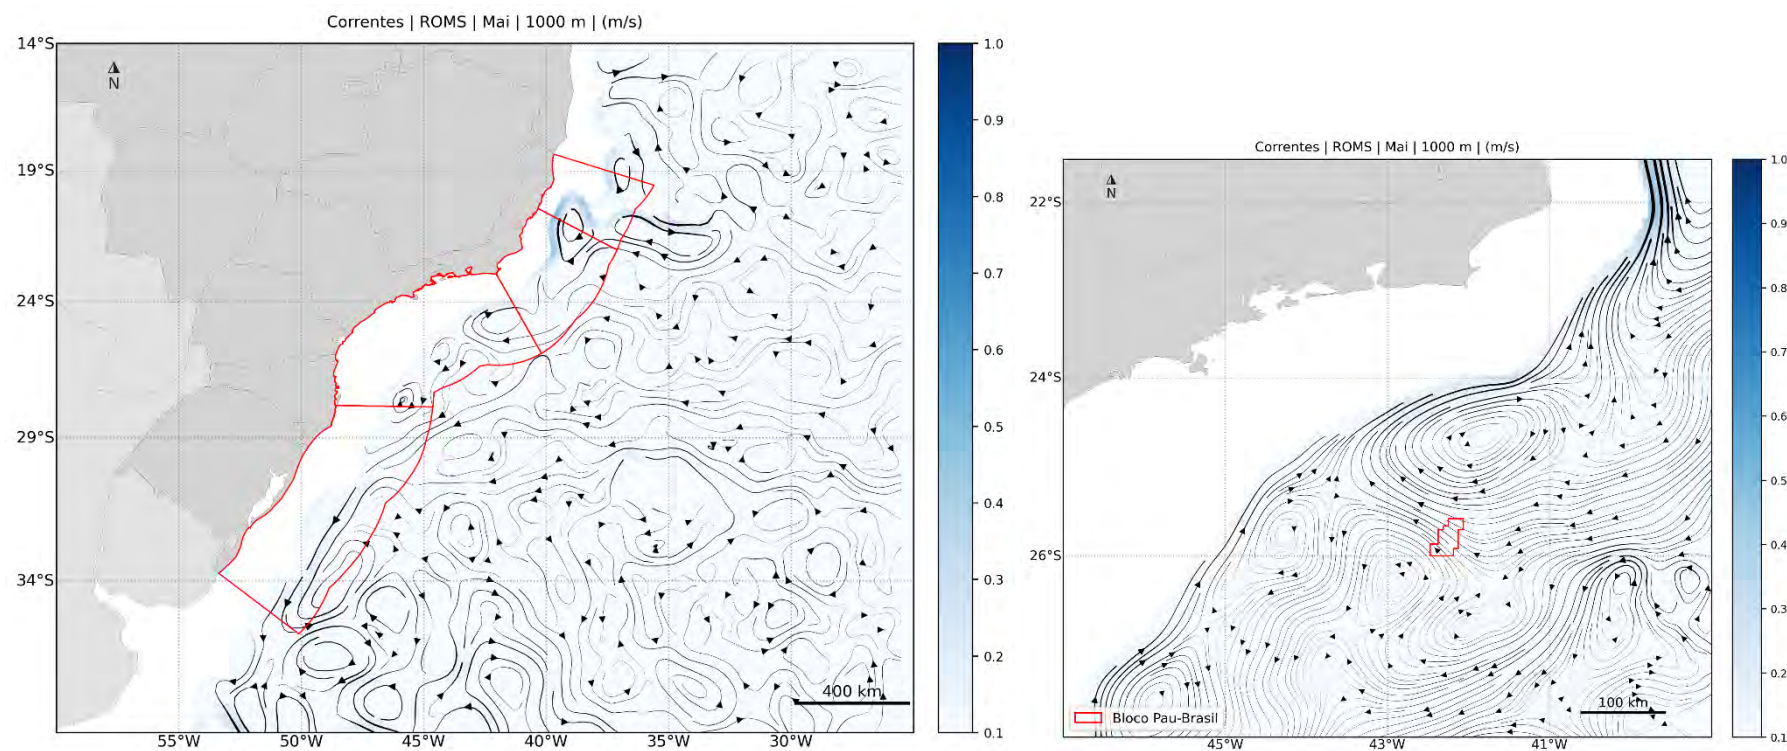 Correntes | ROMS | Mai | 1000 m | (m/s)
14°S
19°S
24°S
29°S
34°S
N
55°W
50°W
45°W
40°W
35°W
30°W
400 km
1.0
0.9
0.8
0.7
0.6
0.5
0.4
0.3
0.2
0.1
Correntes | ROMS | Mai | 1000 m | (m/s)
22°S
24°S
26°S
N
45°W
43°W
41°W
Bloco Pau-Brasil
100 km
1.0
0.9
0.8
0.7
0.6
0.5
0.4
0.3
0.2
0.1